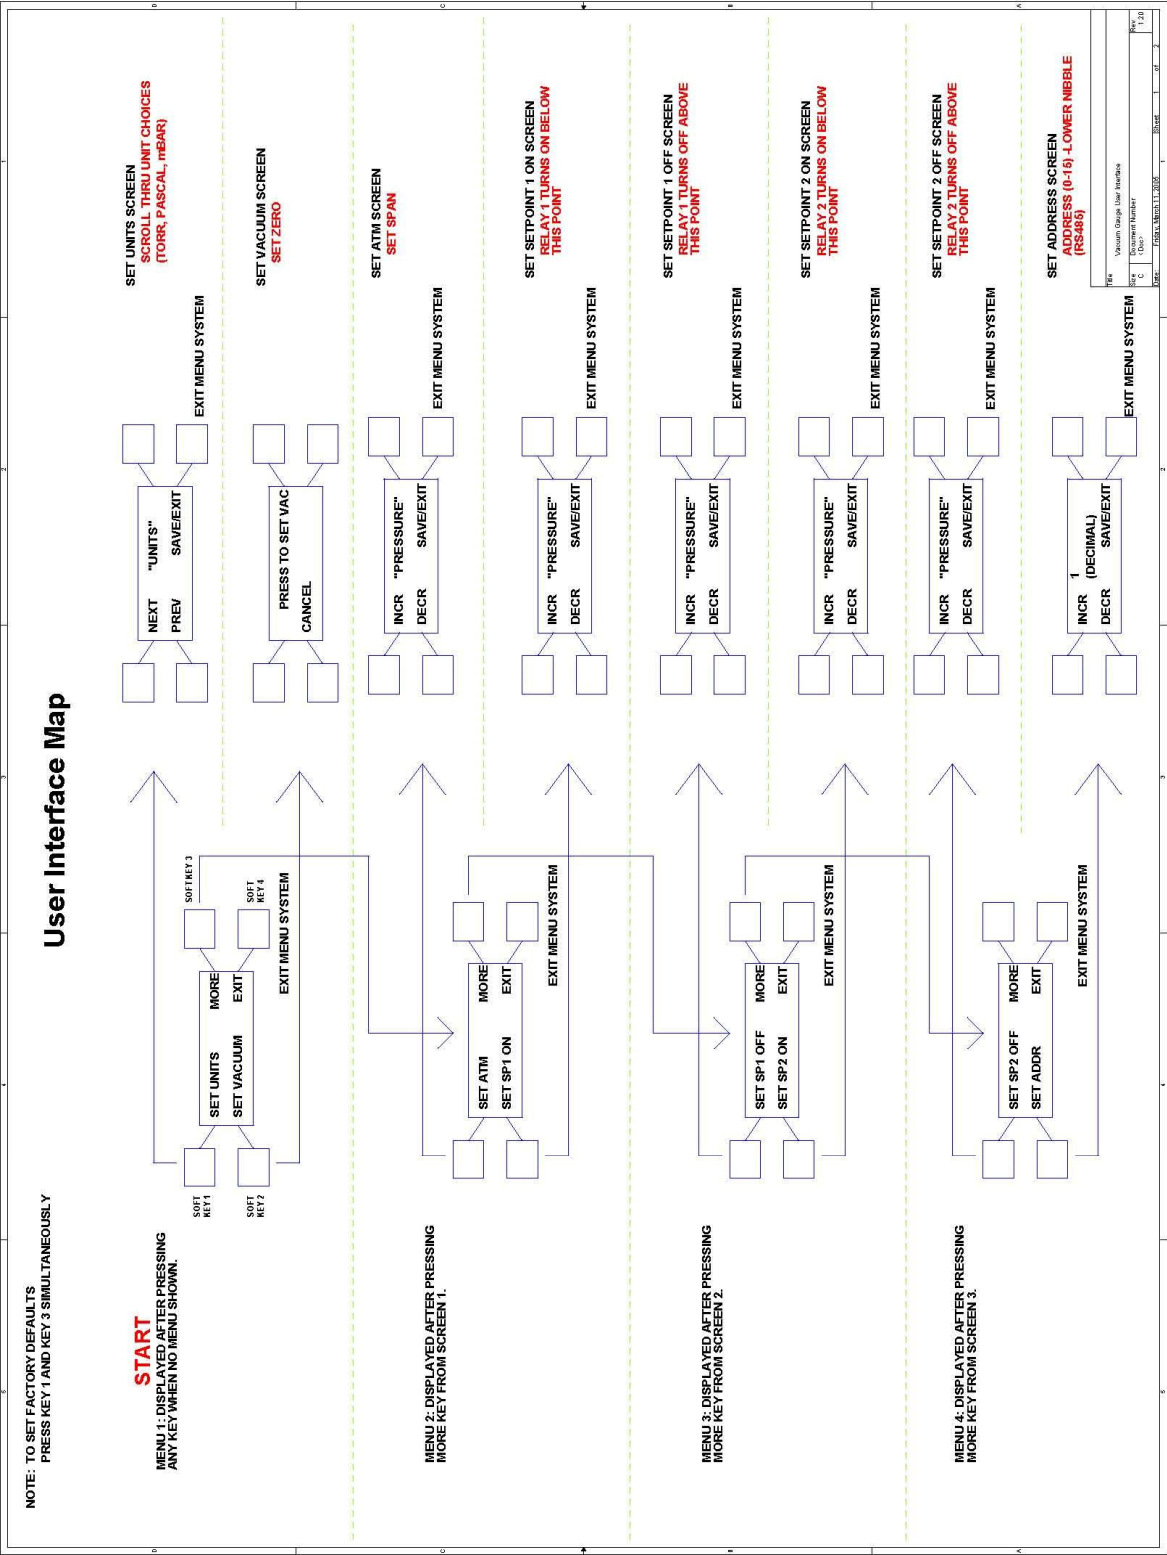 User Interface Map
NOTE: TO SET FACTORY DEFAULTS
PRESS KEY 1 AND KEY 3 SIMULTANEOUSLY
START
MENU 1: DISPLAYED AFTER PRESSING
ANY KEY WHEN NO MENU SHOWN.
SOFT
KEY 1
SOFT
KEY 2
SET UNITS MORE
SET VACUUM EXIT
SOFT KEY 3
SOFT
KEY 4
EXIT MENU SYSTEM
NEXT "UNITS"
PREV SAVE/EXIT
EXIT MENU SYSTEM
SET UNITS SCREEN
SCROLL THRU UNIT CHOICES
(TORR, PASCAL, mBAR)
PRESS TO SET VAC
CANCEL
SET VACUUM SCREEN
SET ZERO
MENU 2: DISPLAYED AFTER PRESSING
MORE KEY FROM SCREEN 1.
SET ATM MORE
SET SP1 ON EXIT
EXIT MENU SYSTEM
INCR "PRESSURE"
DECR SAVE/EXIT
EXIT MENU SYSTEM
SET ATM SCREEN
SET SPAN
INCR "PRESSURE"
DECR SAVE/EXIT
EXIT MENU SYSTEM
SET SETPOINT 1 ON SCREEN
RELAY 1 TURNS ON BELOW
THIS POINT
MENU 3: DISPLAYED AFTER PRESSING
MORE KEY FROM SCREEN 2.
SET SP1 OFF MORE
SET SP2 ON EXIT
EXIT MENU SYSTEM
INCR "PRESSURE"
DECR SAVE/EXIT
EXIT MENU SYSTEM
SET SETPOINT 1 OFF SCREEN
RELAY 1 TURNS OFF ABOVE
THIS POINT
INCR "PRESSURE"
DECR SAVE/EXIT
EXIT MENU SYSTEM
SET SETPOINT 2 ON SCREEN
RELAY 2 TURNS ON BELOW
THIS POINT
MENU 4: DISPLAYED AFTER PRESSING
MORE KEY FROM SCREEN 3.
SET SP2 OFF MORE
SET ADDR EXIT
EXIT MENU SYSTEM
INCR "PRESSURE"
DECR SAVE/EXIT
EXIT MENU SYSTEM
SET SETPOINT 2 OFF SCREEN
RELAY 2 TURNS OFF ABOVE
THIS POINT
INCR 1
(DECIMAL)
DECR SAVE/EXIT
EXIT MENU SYSTEM
SET ADDRESS SCREEN
ADDRESS (0-15) -LOWER NIBBLE
(RS485)
Title
Vacuum Gauge User Interface
Size Document Number Rev
C <Doc> 1.20
Date: Friday, March 11, 2005 Sheet 1 of 2